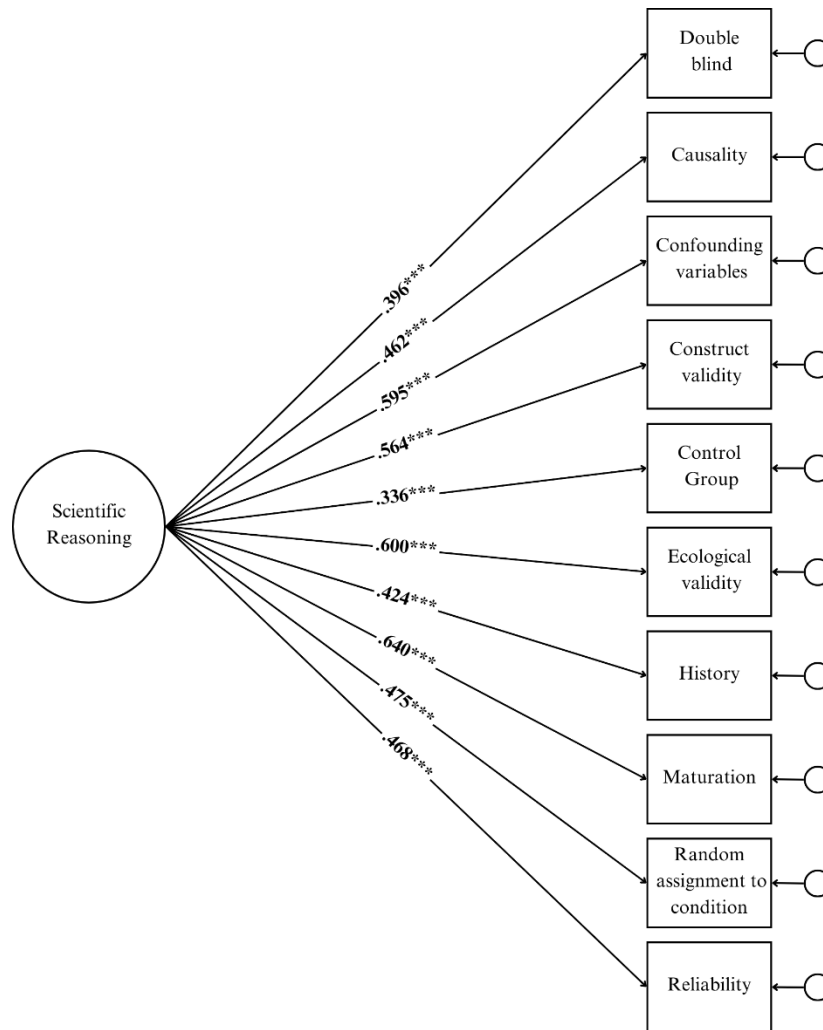 Double
blind
Causality
Confounding
variables
Construct
validity
Control
Group
Ecological
validity
History
Maturation
Random
assignment to
condition
Reliability
Scientific
Reasoning
.396***
.462***
.595***
.564***
.336***
.600***
.424***
.640***
.475***
.468***